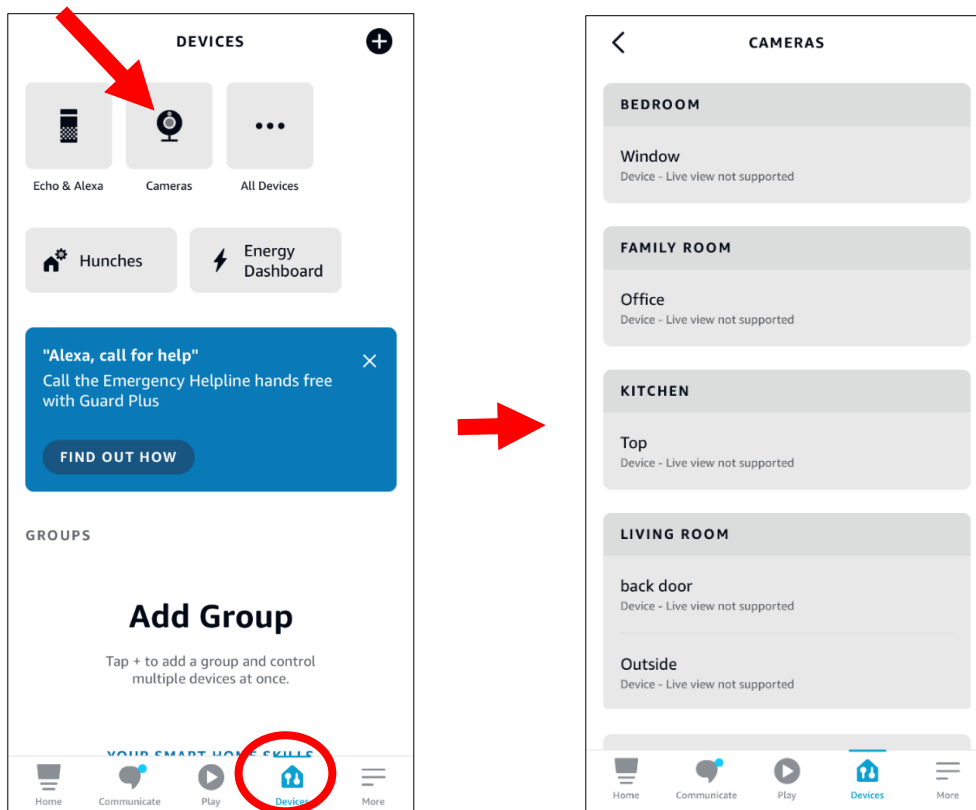 DEVICES
Echo & Alexa
Cameras
All Devices
Hunches
Energy
Dashboard
"Alexa, call for help"
Call the Emergency Helpline hands free
with Guard Plus
FIND OUT HOW
GROUPS
Add Group
Tap + to add a group and control
multiple devices at once.
YOUR SMART HOME SKILLS
Home
Communicate
Play
Devices
More
CAMERAS
BEDROOM
Window
Device - Live view not supported
FAMILY ROOM
Office
Device - Live view not supported
KITCHEN
Top
Device - Live view not supported
LIVING ROOM
back door
Device - Live view not supported
Outside
Device - Live view not supported
Home
Communicate
Play
Devices
More